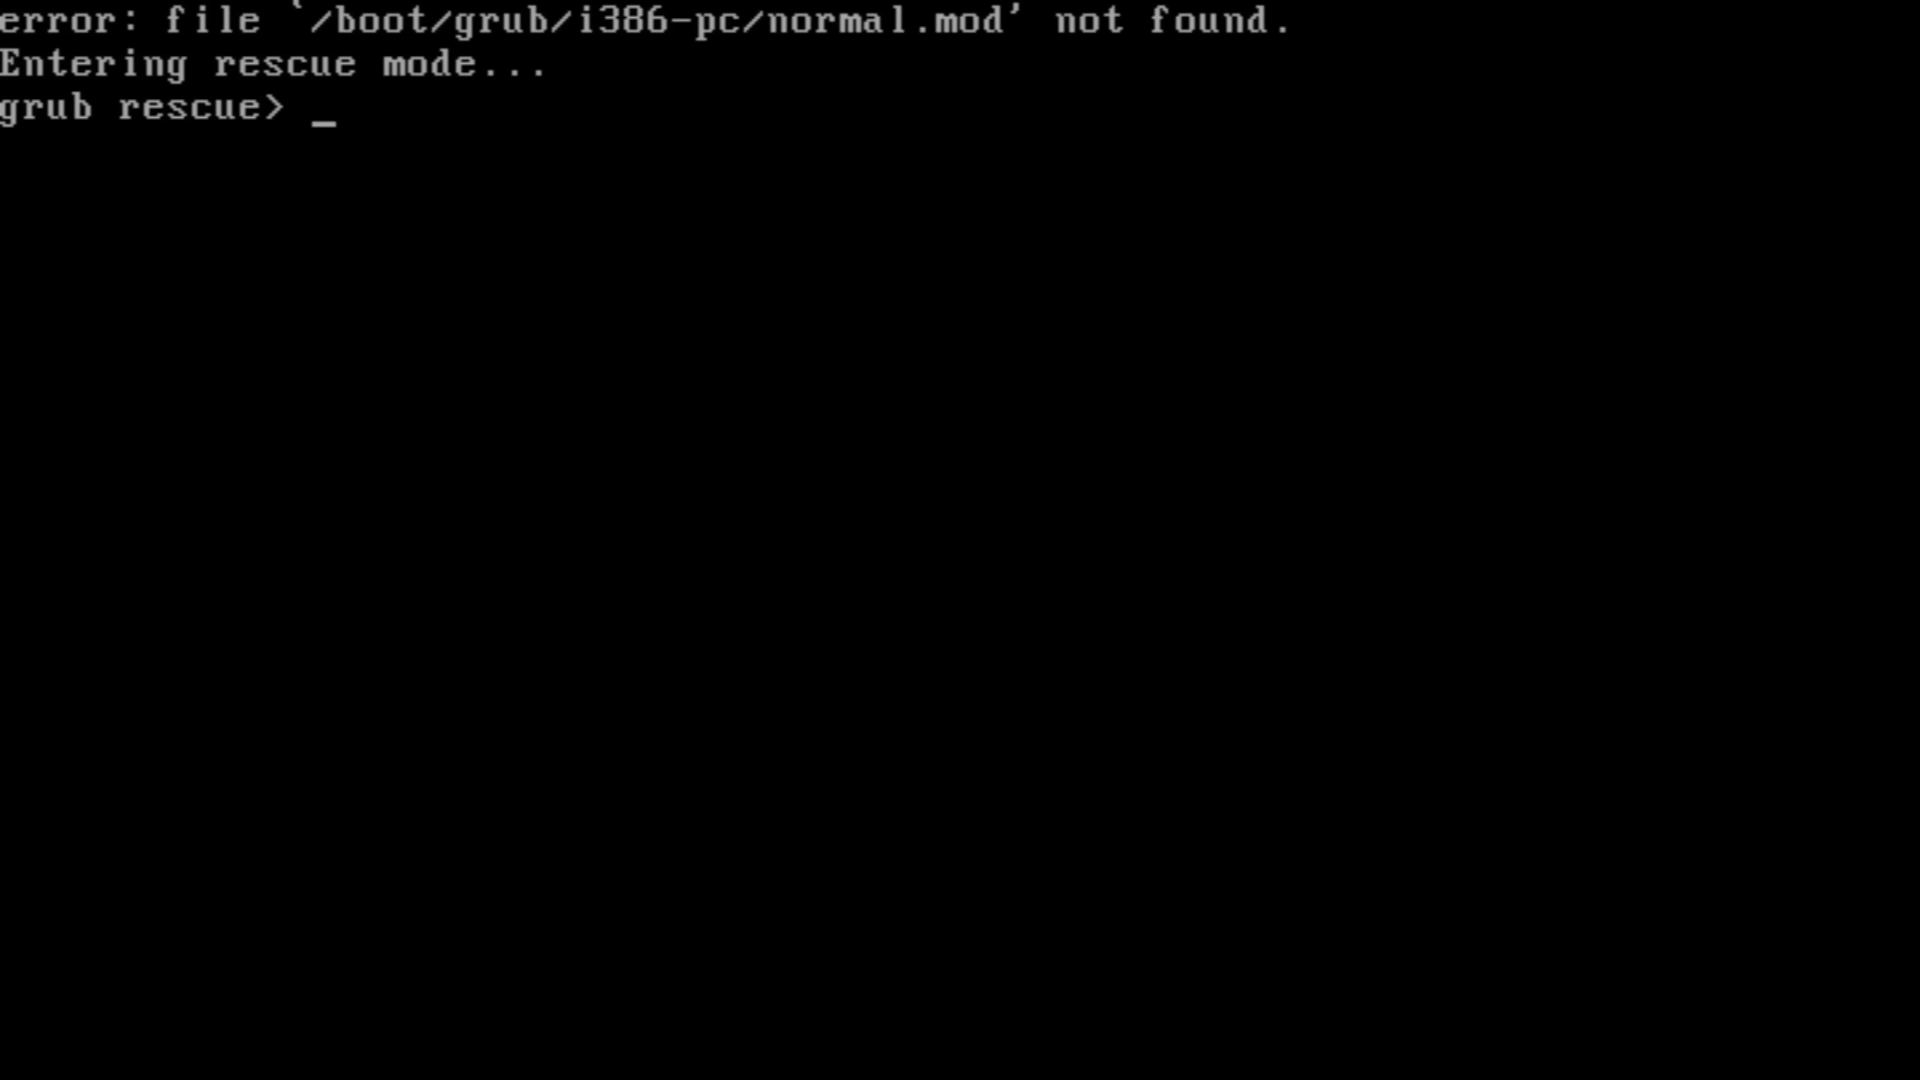 error: file `/boot/grub/i386-pc/normal.mod' not found.
Entering rescue mode...
grub rescue> _